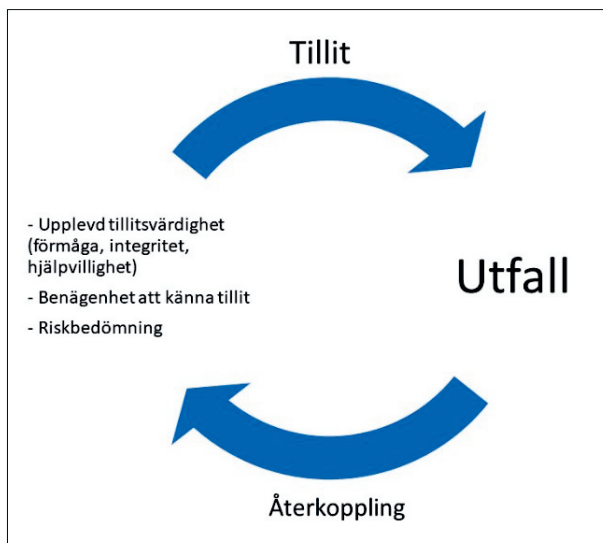 Tillit
- Upplevd tillitsvärdighet
(förmåga, integritet,
hjälpvillighet)
- Benägenhet att känna tillit
- Riskbedömning
Utfall
Återkoppling